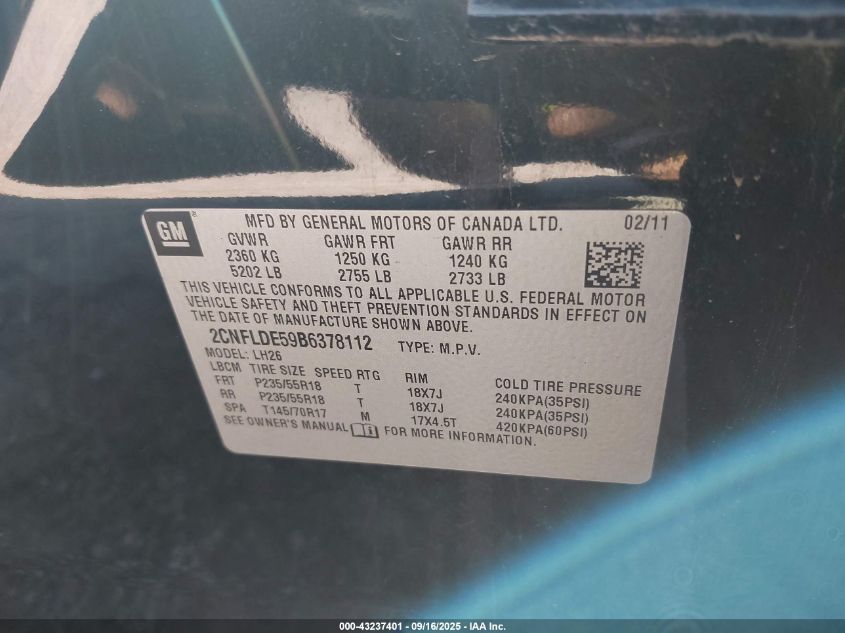 GM
MFD BY GENERAL MOTORS OF CANADA LTD. 02/11
GVWR GAWR FRT GAWR RR
2360 KG 1250 KG 1240 KG
5202 LB 2755 LB 2733 LB
THIS VEHICLE CONFORMS TO ALL APPLICABLE U.S. FEDERAL MOTOR
VEHICLE SAFETY AND THEFT PREVENTION STANDARDS IN EFFECT ON
THE DATE OF MANUFACTURE SHOWN ABOVE.
2CNFLDE59B6378112 TYPE: M.P.V.
MODEL: LH26
LBCM TIRE SIZE SPEED RTG RIM COLD TIRE PRESSURE
FRT P235/55R18 T 18X7J 240KPA(35PSI)
RR P235/55R18 T 18X7J 240KPA(35PSI)
SPA T145/70R17 M 17X4.5T 420KPA(60PSI)
SEE OWNER'S MANUAL FOR MORE INFORMATION.
000-43237401 - 09/16/2025 - IAA Inc.